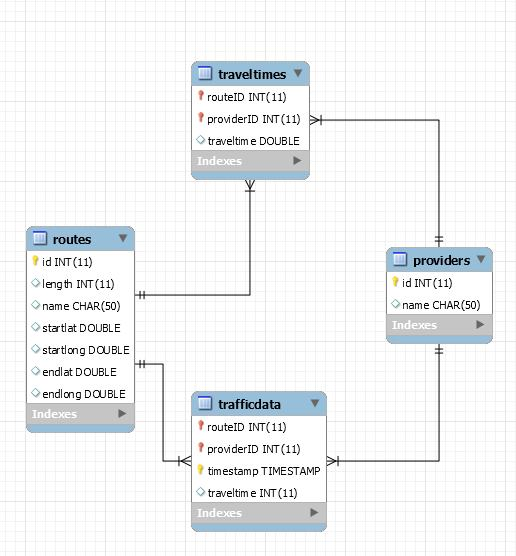 traveltimes
routeID INT(11)
providerID INT(11)
traveltime DOUBLE
Indexes
routes
id INT(11)
length INT(11)
name CHAR(50)
startlat DOUBLE
startlong DOUBLE
endlat DOUBLE
endlong DOUBLE
Indexes
providers
id INT(11)
name CHAR(50)
Indexes
trafficdata
routeID INT(11)
providerID INT(11)
timestamp TIMESTAMP
traveltime INT(11)
Indexes